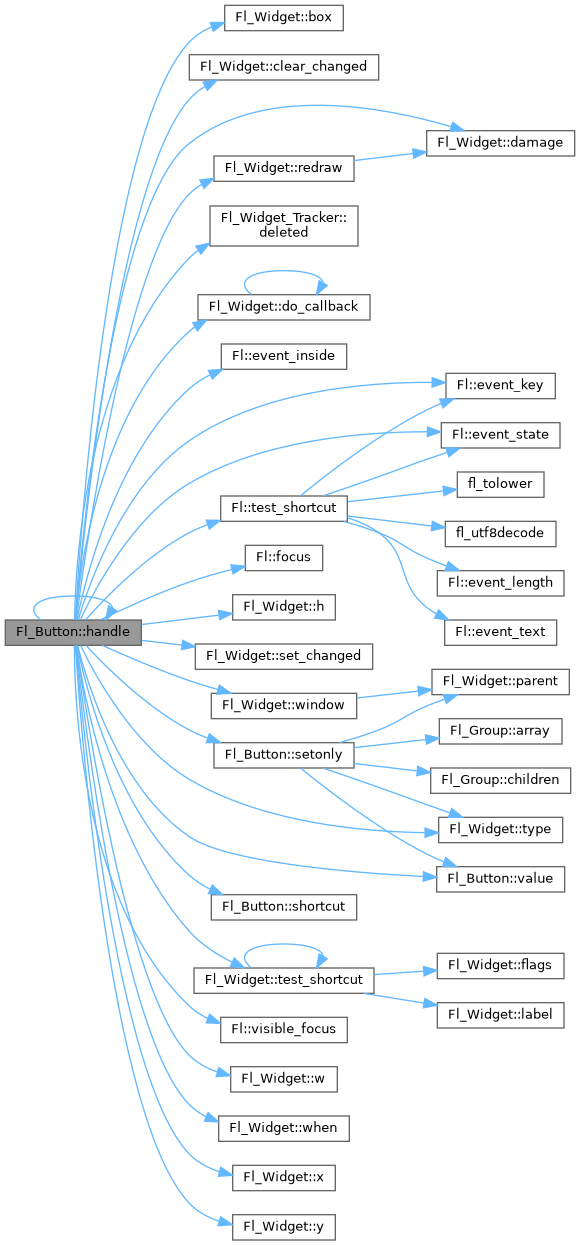 Fl_Widget::box
Fl_Widget::clear_changed
Fl_Widget::damage
Fl_Widget::redraw
Fl_Widget_Tracker::
deleted
Fl_Widget::do_callback
Fl::event_inside
Fl::event_key
Fl::event_state
fl_tolower
Fl::test_shortcut
fl_utf8decode
Fl::focus
Fl::event_length
Fl_Widget::h
Fl::event_text
Fl_Button::handle
Fl_Widget::set_changed
Fl_Widget::parent
Fl_Widget::window
Fl_Group::array
Fl_Button::setonly
Fl_Group::children
Fl_Widget::type
Fl_Button::value
Fl_Button::shortcut
Fl_Widget::flags
Fl_Widget::test_shortcut
Fl_Widget::label
Fl::visible_focus
Fl_Widget::w
Fl_Widget::when
Fl_Widget::x
Fl_Widget::y